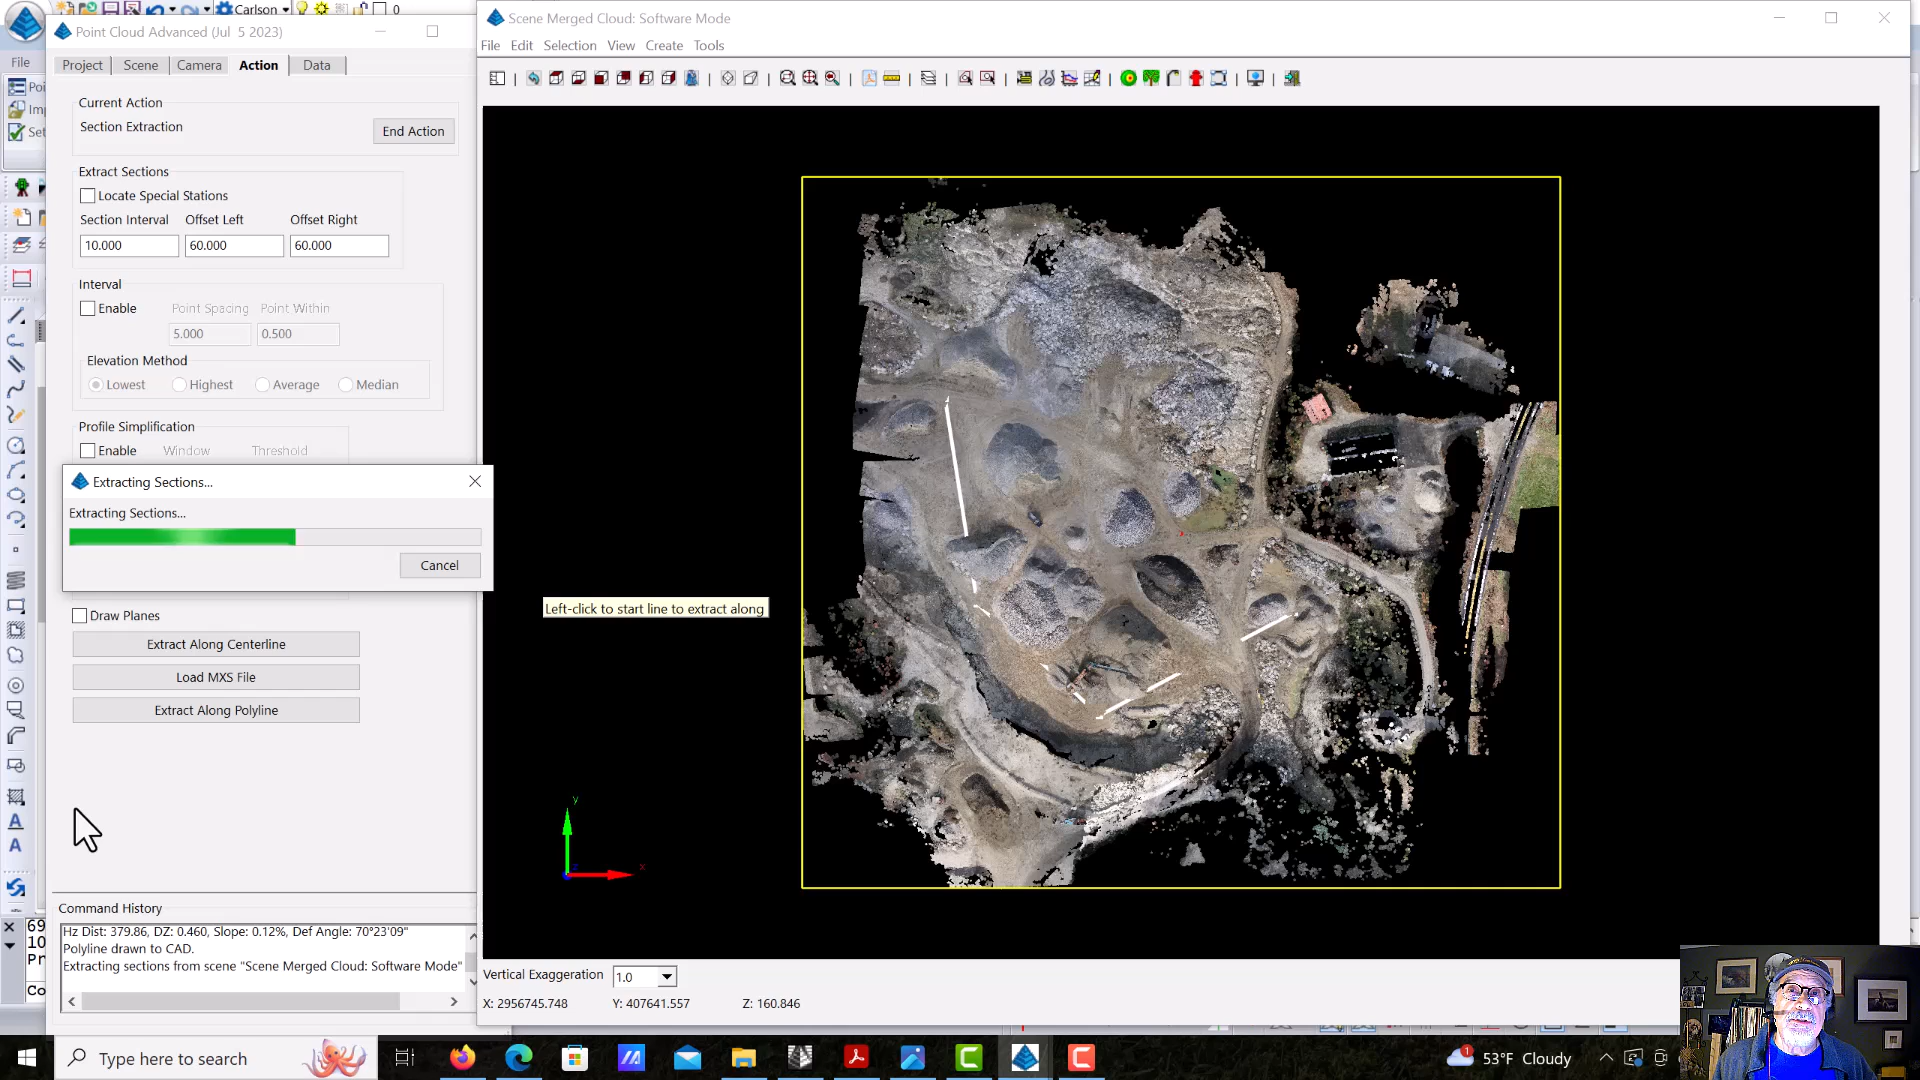 Carlson
0
Scene Merged Cloud: Software Mode
Point Cloud Advanced (Jul 5 2023)
File Edit Selection View Create Tools
File
Project Scene Camera Action Data
Current Action
Section Extraction
End Action
Extract Sections
Locate Special Stations
Section Interval Offset Left Offset Right
10.000 60.000 60.000
Interval
Enable Point Spacing Point Within
5.000 0.500
Elevation Method
Lowest Highest Average Median
Profile Simplification
Enable Window Threshold
Extracting Sections...
Extracting Sections...
Cancel
Left-click to start line to extract along
Draw Planes
Extract Along Centerline
Load MXS File
Extract Along Polyline
y
x
Command History
Hz Dist: 379.86, DZ: 0.460, Slope: 0.12%, Def Angle: 70°23'09"
Polyline drawn to CAD.
Extracting sections from scene "Scene Merged Cloud: Software Mode"
Vertical Exaggeration 1.0
X: 2956745.748 Y: 407641.557 Z: 160.846
Type here to search
53°F Cloudy